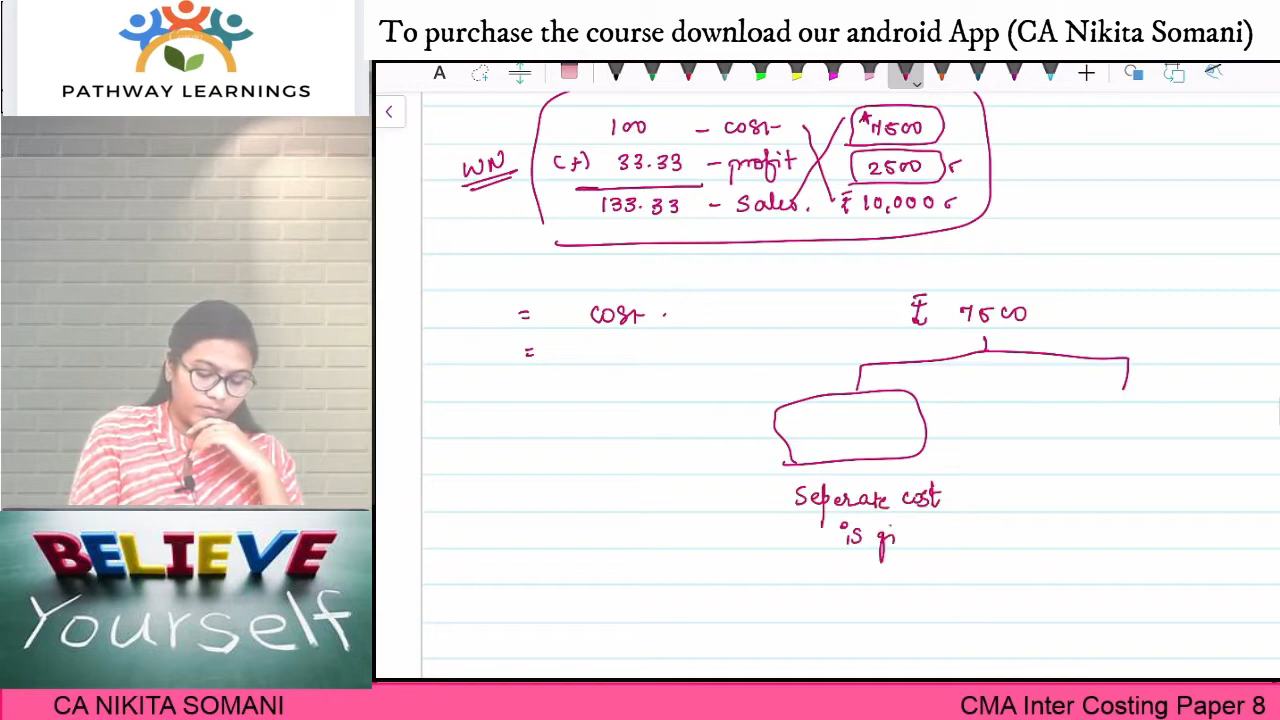 To purchase the course download our android App (CA Nikita Somani)
PATHWAY LEARNINGS
A
WN
100 - cost 7500
(+) 33.33 - profit 2500
133.33 - Sales. ₹ 10,000
= cost ₹ 7500
=
Seperate cost
is gi
BELIEVE
Yourself
CA NIKITA SOMANI
CMA Inter Costing Paper 8